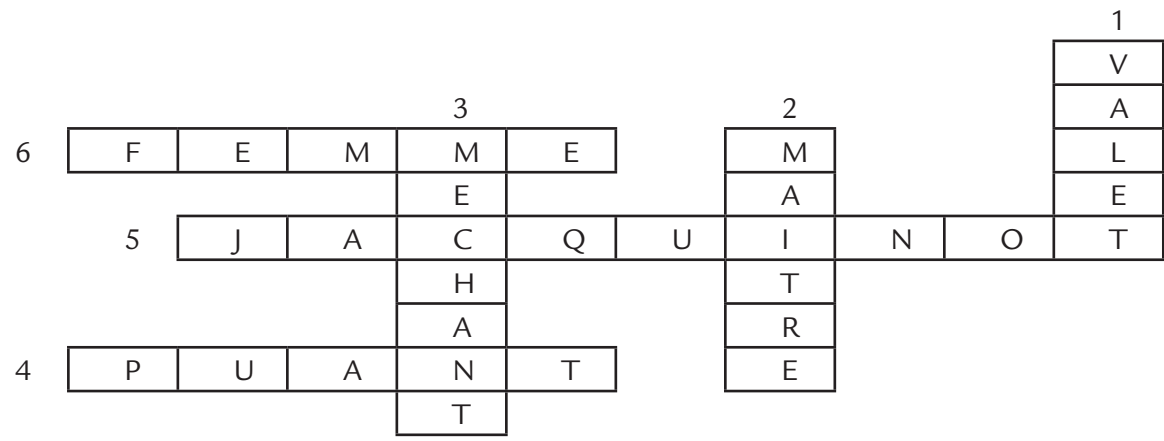 1
V
3 2 A
6 F E M M E M L
E A E
5 J A C Q U I N O T
H T
A R
4 P U A N T E
T